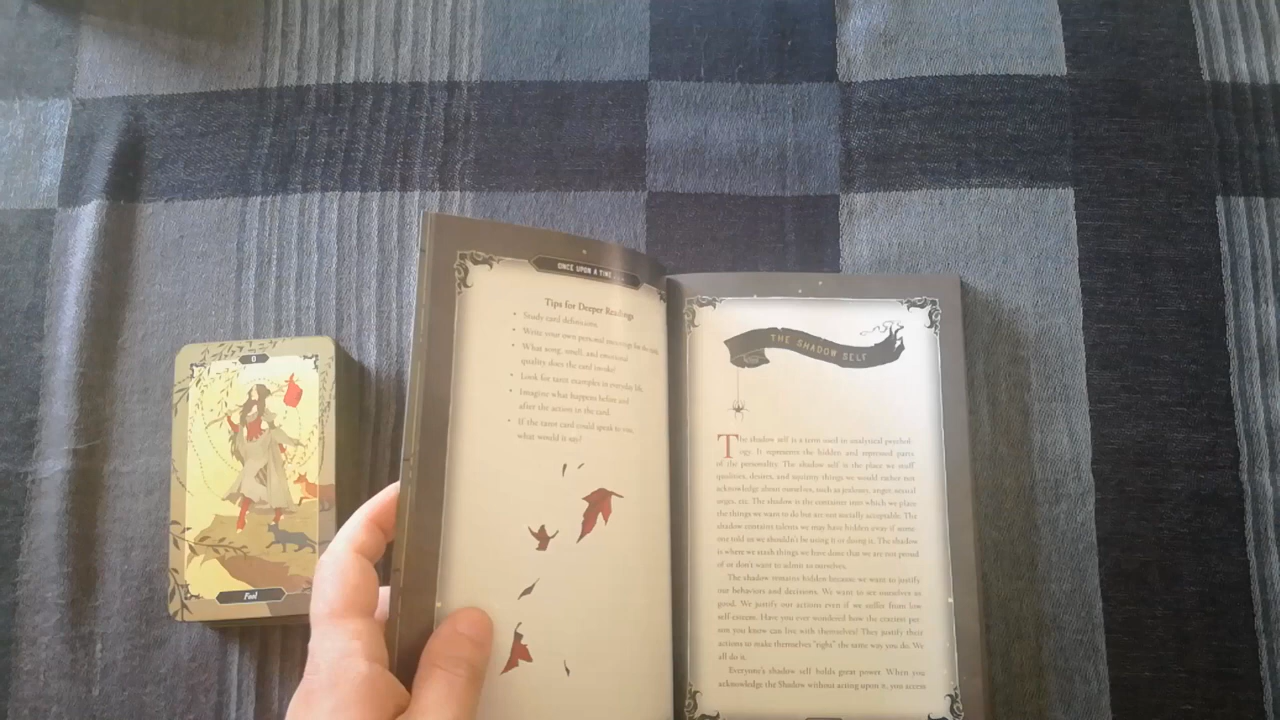 0
Fool
ONCE UPON A TIME . . .
Tips for Deeper Readings
• Study card definitions.
• Write your own personal meanings for the card.
• What song, smell, and emotional
quality does the card invoke?
• Look for tarot examples in everyday life.
• Imagine what happens before and
after the action in the card.
• If the tarot card could speak to you,
what would it say?
THE SHADOW SELF
The shadow self is a term used in analytical psychol-
ogy. It represents the hidden and repressed parts
of the personality. The shadow self is the place we stuff
qualities, desires, and squirmy things we would rather not
acknowledge about ourselves, such as jealousy, anger, sexual
urges, etc. The shadow is the container into which we place
the things we want to do but are not socially acceptable. The
shadow contains talents we may have hidden away if some-
one told us we shouldn't be using it or doing it. The shadow
is where we stash things we have done that we are not proud
of or don't want to admit to ourselves.
The shadow remains hidden because we want to justify
our behaviors and decisions. We want to see ourselves as
good. We justify our actions even if we suffer from low
self-esteem. Have you ever wondered how the craziest per-
son you know can live with themselves? They justify their
actions to make themselves "right" the same way you do. We
all do it.
Everyone's shadow self holds great power. When you
acknowledge the Shadow without acting upon it, you access